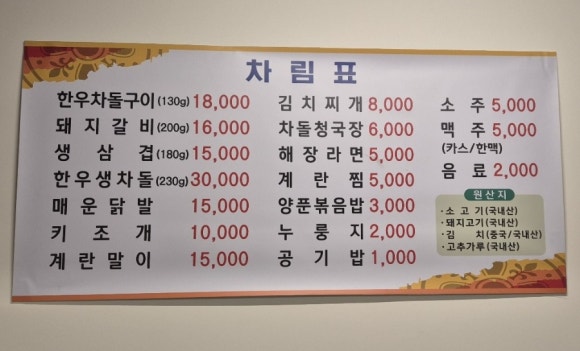 차림표
한우차돌구이(130g) 18,000
돼지갈비(200g) 16,000
생삼겹(180g) 15,000
한우생차돌(230g) 30,000
매운닭발 15,000
키조개 10,000
계란말이 15,000
김치찌개 8,000
차돌청국장 6,000
해장라면 5,000
계란찜 5,000
양푼볶음밥 3,000
누룽지 2,000
공기밥 1,000
소주 5,000
맥주 5,000
(카스/한맥)
음료 2,000
원산지
·소고기(국내산)
·돼지고기(국내산)
·김치(중국/국내산)
·고추가루(국내산)